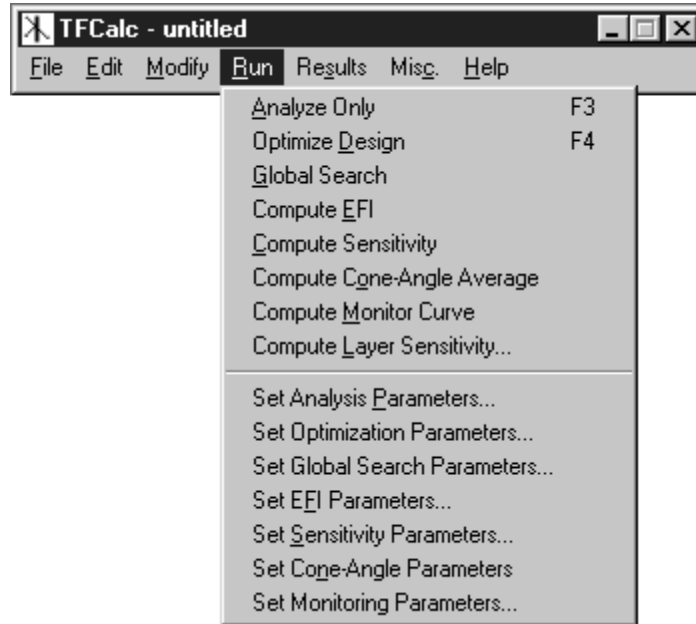 TFCalc - untitled
File Edit Modify Run Results Misc. Help
Analyze Only F3
Optimize Design F4
Global Search
Compute EFI
Compute Sensitivity
Compute Cone-Angle Average
Compute Monitor Curve
Compute Layer Sensitivity...
Set Analysis Parameters...
Set Optimization Parameters...
Set Global Search Parameters...
Set EFI Parameters...
Set Sensitivity Parameters...
Set Cone-Angle Parameters
Set Monitoring Parameters...